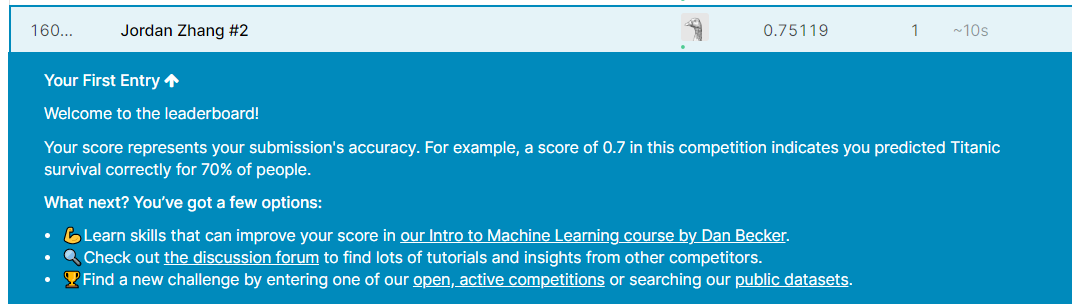 160... Jordan Zhang #2 0.75119 1 ~10s
Your First Entry
Welcome to the leaderboard!
Your score represents your submission's accuracy. For example, a score of 0.7 in this competition indicates you predicted Titanic
survival correctly for 70% of people.
What next? You've got a few options:
• 💪Learn skills that can improve your score in our Intro to Machine Learning course by Dan Becker.
• 🔍Check out the discussion forum to find lots of tutorials and insights from other competitors.
• 🏆Find a new challenge by entering one of our open, active competitions or searching our public datasets.